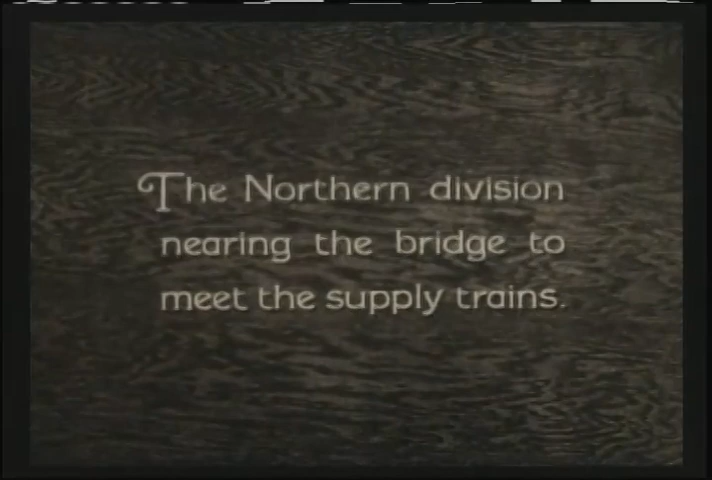 The Northern division
nearing the bridge to
meet the supply trains.